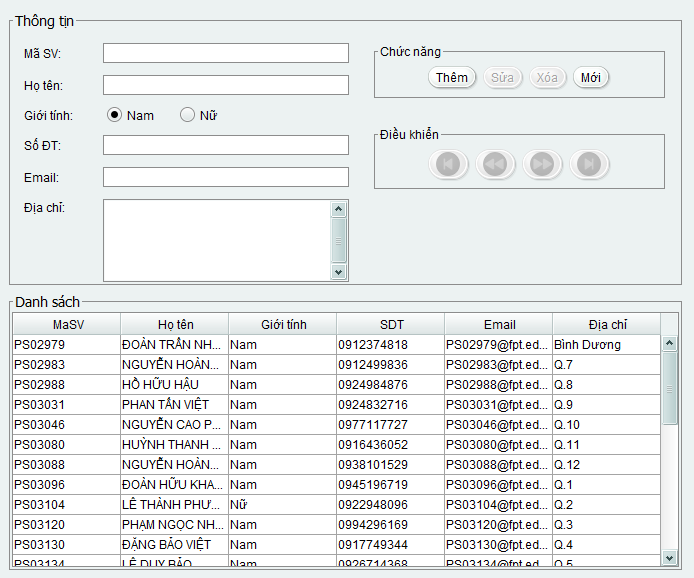 Thông tịn
Mã SV:
Họ tên:
Giới tính:
Nam
Nữ
Số ĐT:
Email:
Địa chỉ:
Chức năng
Thêm
Sửa
Xóa
Mới
Điều khiển
Danh sách
MaSV Họ tên Giới tính SDT Email Địa chỉ
PS02979 ĐOÀN TRẦN NH... Nam 0912374818 PS02979@fpt.ed... Bình Dương
PS02983 NGUYỄN HOÀN... Nam 0912499836 PS02983@fpt.ed... Q.7
PS02988 HỒ HỮU HẬU Nam 0924984876 PS02988@fpt.ed... Q.8
PS03031 PHAN TẤN VIỆT Nam 0924832716 PS03031@fpt.ed... Q.9
PS03046 NGUYỄN CAO P... Nam 0977117727 PS03046@fpt.ed... Q.10
PS03080 HUỲNH THANH ... Nam 0916436052 PS03080@fpt.ed... Q.11
PS03088 NGUYỄN HOÀN... Nam 0938101529 PS03088@fpt.ed... Q.12
PS03096 ĐOÀN HỮU KHA... Nam 0945196719 PS03096@fpt.ed... Q.1
PS03104 LÊ THÀNH PHƯ... Nữ 0922948096 PS03104@fpt.ed... Q.2
PS03120 PHẠM NGỌC NH... Nam 0994296169 PS03120@fpt.ed... Q.3
PS03130 ĐẶNG BẢO VIỆT Nam 0917749344 PS03130@fpt.ed... Q.4
PS03134 LÊ DUY BẢO Nam 0926714368 PS03134@fpt.ed... Q.5